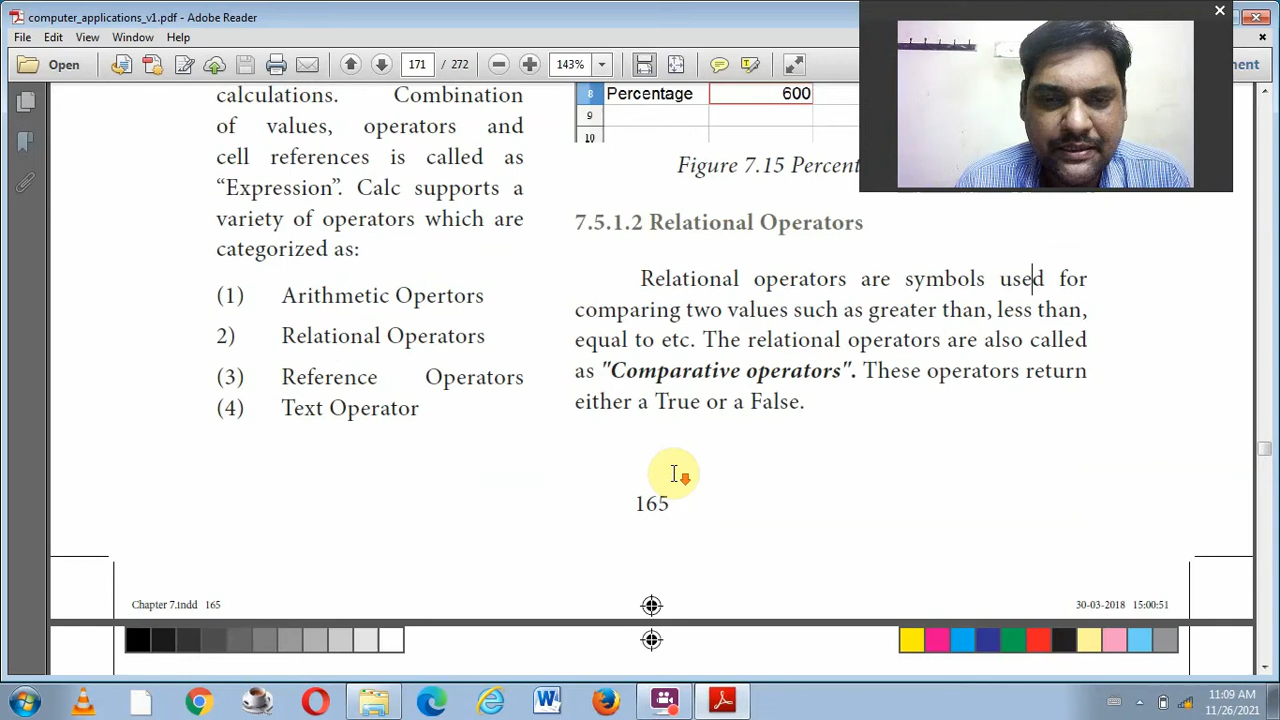 computer_applications_v1.pdf - Adobe Reader
File Edit View Window Help
Open 171 / 272 143% ment
calculations. Combination
of values, operators and
cell references is called as
“Expression”. Calc supports a
variety of operators which are
categorized as:
(1) Arithmetic Opertors
2) Relational Operators
(3) Reference Operators
(4) Text Operator
8 Percentage 600
9
10
Figure 7.15 Percent
7.5.1.2 Relational Operators
Relational operators are symbols used for
comparing two values such as greater than, less than,
equal to etc. The relational operators are also called
as "Comparative operators". These operators return
either a True or a False.
165
Chapter 7.indd 165 30-03-2018 15:00:51
11:09 AM
11/26/2021